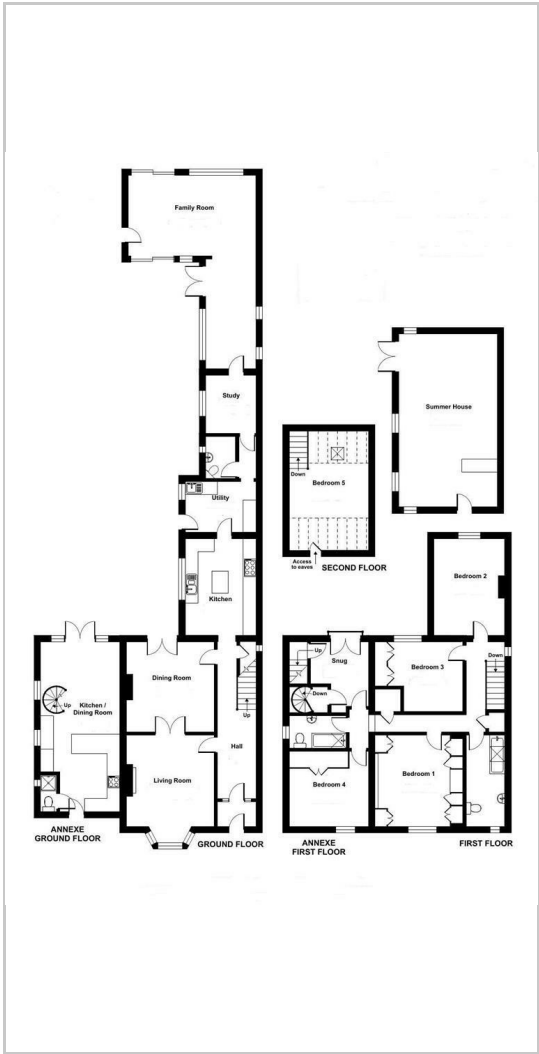 Family Room
Study
Utility
Kitchen
Dining Room
Up
Hall
Living Room
GROUND FLOOR
Up
Kitchen /
Dining Room
ANNEXE
GROUND FLOOR
Summer House
Down
Bedroom 5
Access
to eaves
SECOND FLOOR
Bedroom 2
Up
Snug
Down
Bedroom 3
Down
Bedroom 4
Bedroom 1
ANNEXE
FIRST FLOOR
FIRST FLOOR